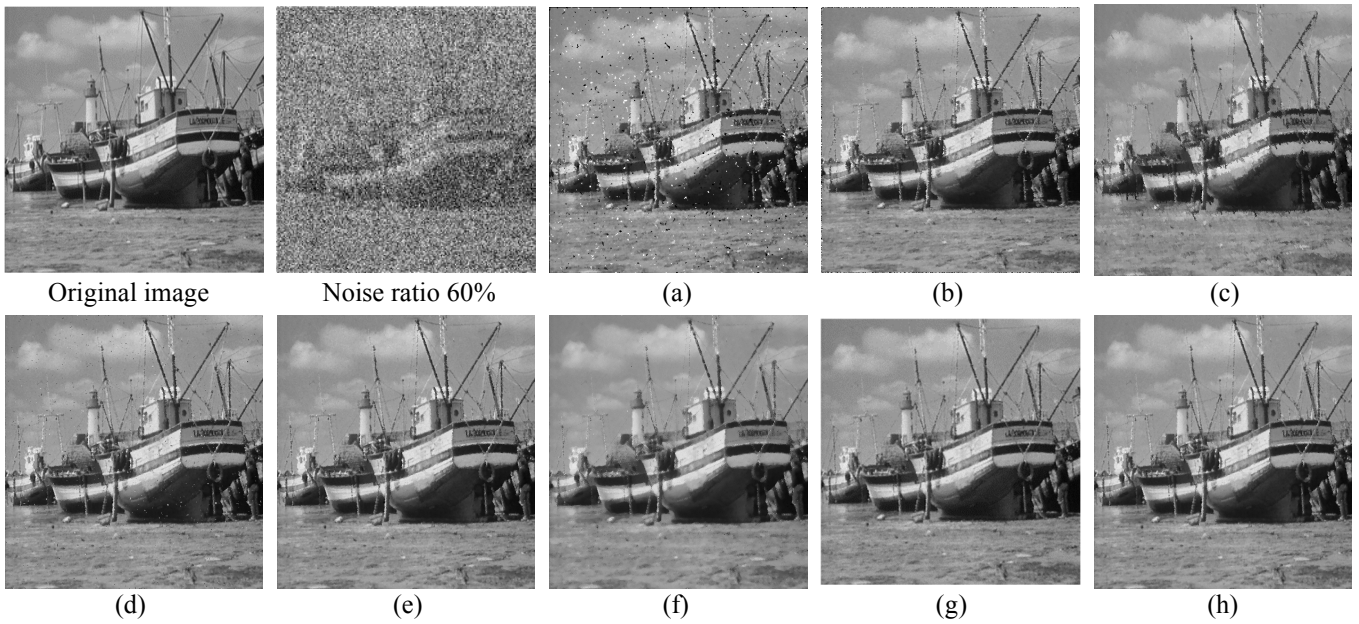 Original image
Noise ratio 60%
(a)
(b)
(c)
(d)
(e)
(f)
(g)
(h)